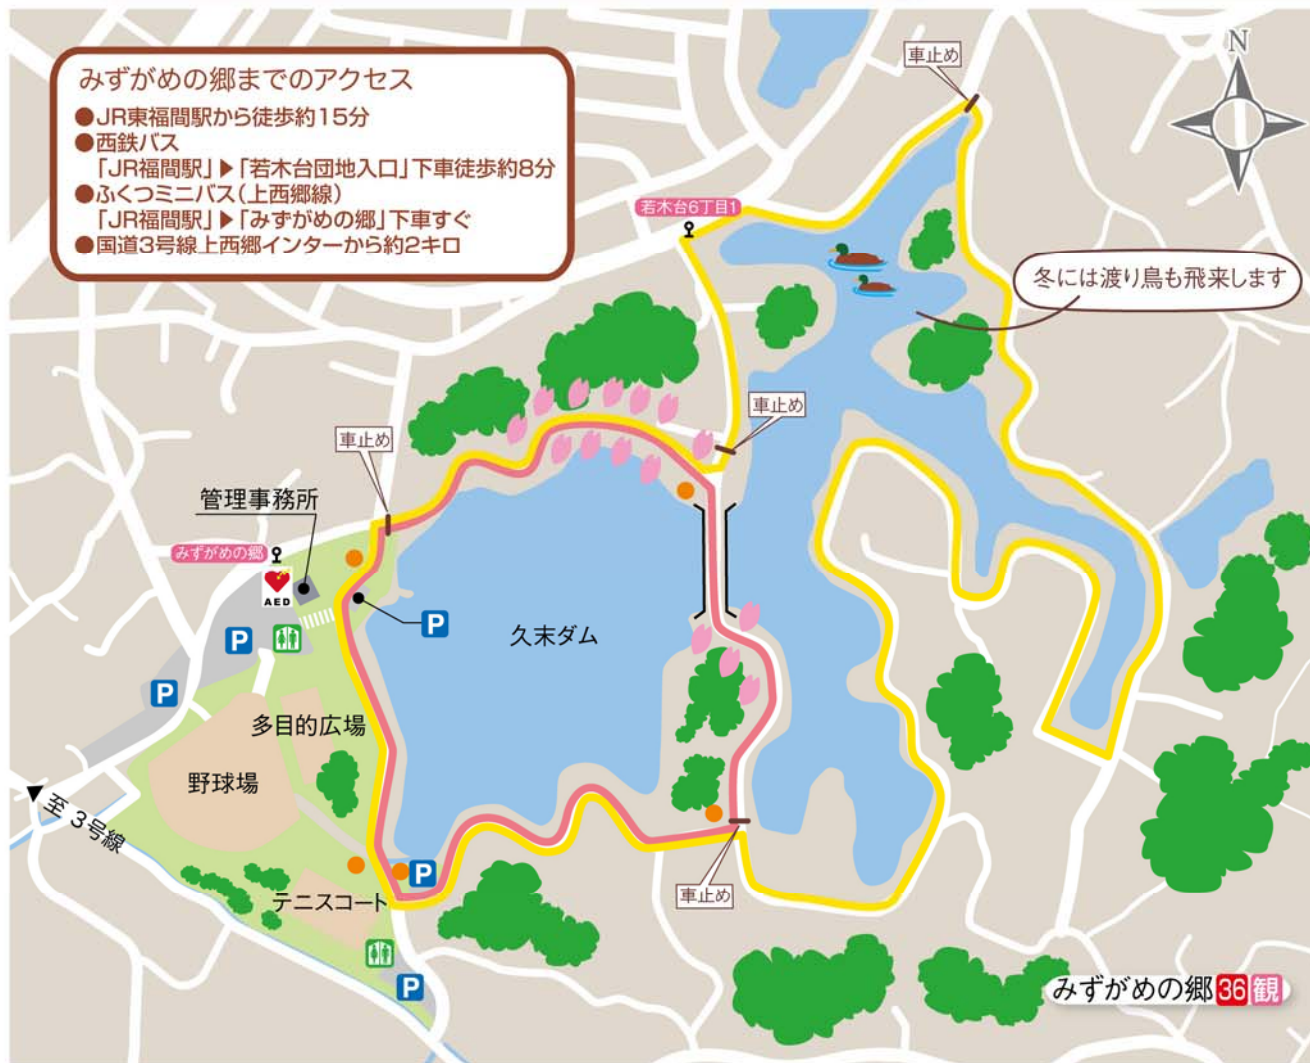 みずがめの郷までのアクセス
●JR東福間駅から徒歩約15分
●西鉄バス
「JR福間駅」▶「若木台団地入口」下車徒歩約8分
●ふくつミニバス(上西郷線)
「JR福間駅」▶「みずがめの郷」下車すぐ
●国道3号線上西郷インターから約2キロ
車止め
N
若木台6丁目1
冬には渡り鳥も飛来します
車止め
車止め
管理事務所
みずがめの郷
AED
P
P
P
久末ダム
多目的広場
野球場
至 3号線
P
テニスコート
車止め
P
みずがめの郷 36 観